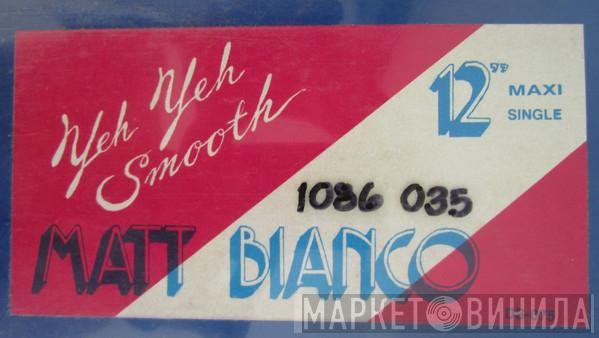 Yeh Yeh
Smooth
12"
MAXI
SINGLE
1086 035
MATT BIANCO
МАРКЕТ ВИНИЛА